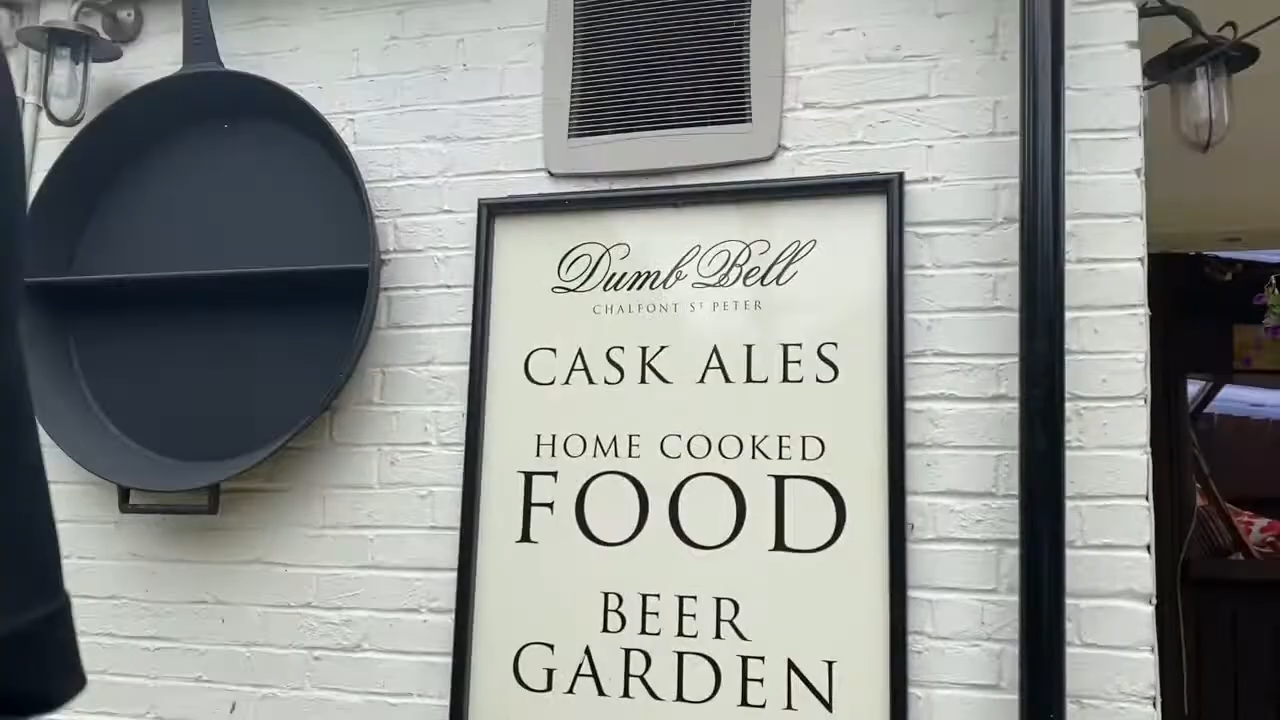 Dumb Bell
CHALFONT ST PETER
CASK ALES
HOME COOKED
FOOD
BEER
GARDEN